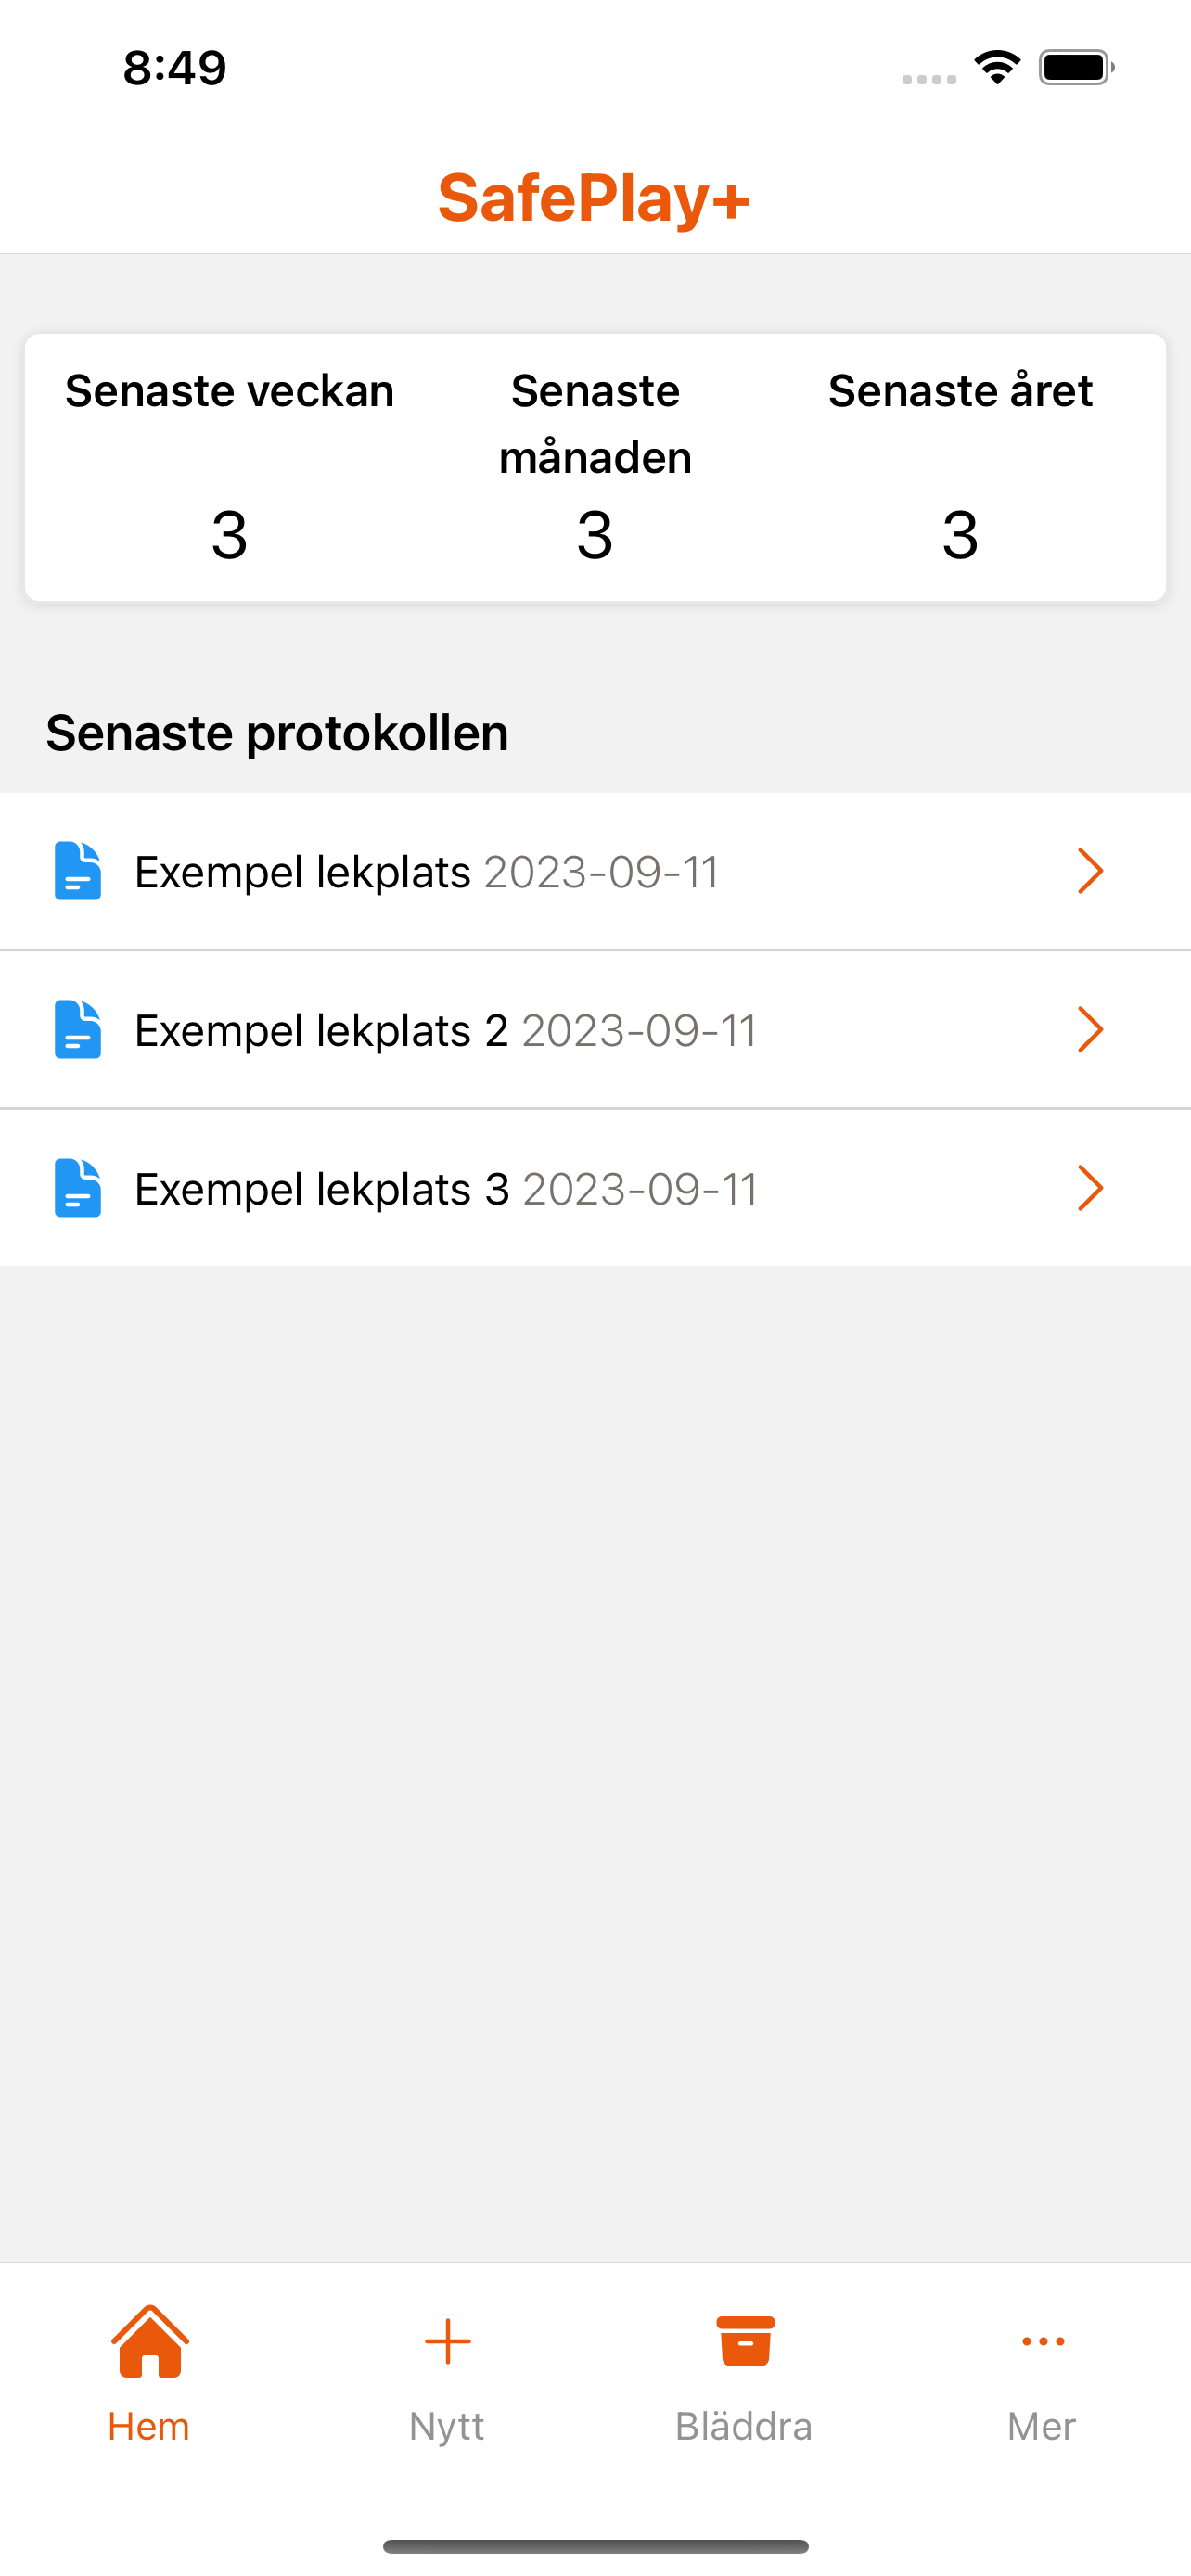 8:49
SafePlay+
Senaste veckan
Senaste
månaden
Senaste året
3
3
3
Senaste protokollen
Exempel lekplats 2023-09-11
Exempel lekplats 2 2023-09-11
Exempel lekplats 3 2023-09-11
Hem
Nytt
Bläddra
Mer